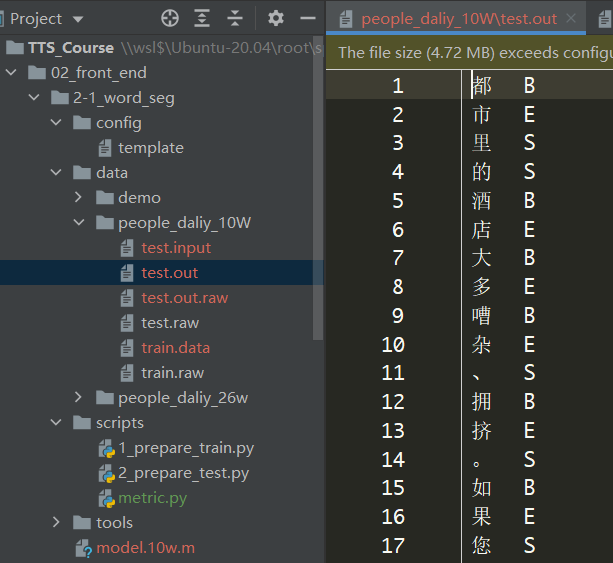 Project
TTS_Course \\wsl$\Ubuntu-20.04\root\s
02_front_end
2-1_word_seg
config
template
data
demo
people_daliy_10W
test.input
test.out
test.out.raw
test.raw
train.data
train.raw
people_daliy_26w
scripts
1_prepare_train.py
2_prepare_test.py
metric.py
tools
model.10w.m
people_daliy_10W\test.out
The file size (4.72 MB) exceeds configu
1 都 B
2 市 E
3 里 S
4 的 S
5 酒 B
6 店 E
7 大 B
8 多 E
9 嘈 B
10 杂 E
11 、 S
12 拥 B
13 挤 E
14 。 S
15 如 B
16 果 E
17 您 S